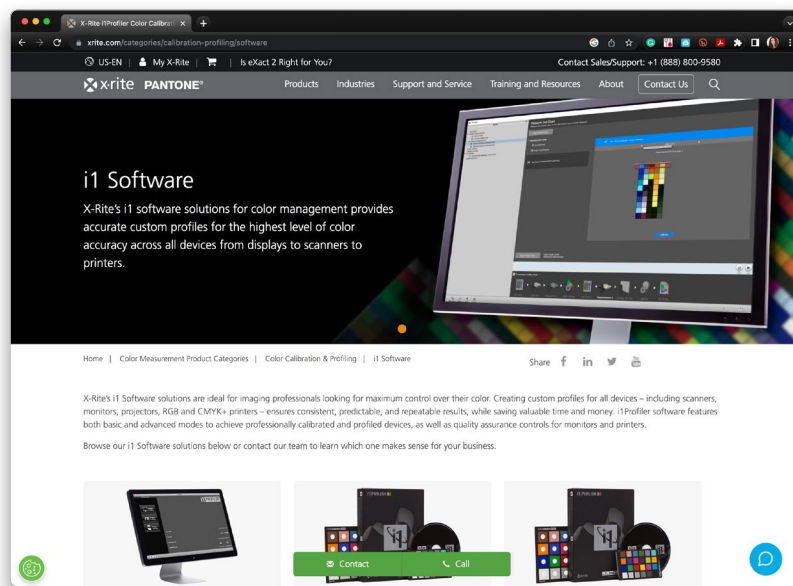 X-Rite i1Profiler Color Calibrat
xrite.com/categories/calibration-profiling/software
US-EN | My X-Rite | | Is eXact 2 Right for You?
Contact Sales/Support: +1 (888) 800-9580
x·rite PANTONE®
Products Industries Support and Service Training and Resources About Contact Us
i1 Software
X-Rite's i1 software solutions for color management provides
accurate custom profiles for the highest level of color
accuracy across all devices from displays to scanners to
printers.
Home | Color Measurement Product Categories | Color Calibration & Profiling | i1 Software
Share
X-Rite's i1 Software solutions are ideal for imaging professionals looking for maximum control over their color. Creating custom profiles for all devices – including scanners,
monitors, projectors, RGB and CMYK+ printers – ensures consistent, predictable, and repeatable results, while saving valuable time and money. i1Profiler software features
both basic and advanced modes to achieve professionally calibrated and profiled devices, as well as quality assurance controls for monitors and printers.
Browse our i1 Software solutions below or contact our team to learn which one makes sense for your business.
i1
i1
Contact
Call